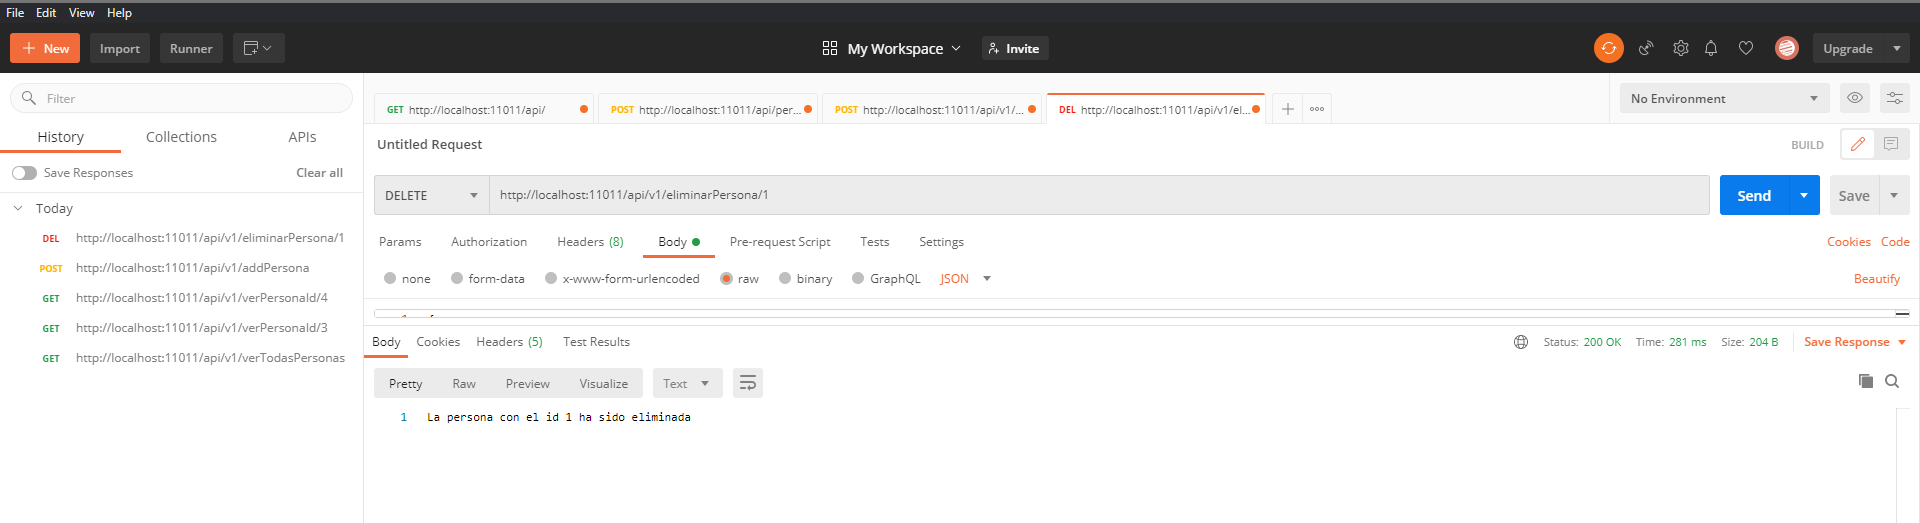 File Edit View Help
New Import Runner My Workspace Invite Upgrade
Filter
History Collections APIs
Save Responses Clear all
Today
DEL http://localhost:11011/api/v1/eliminarPersona/1
POST http://localhost:11011/api/v1/addPersona
GET http://localhost:11011/api/v1/verPersonaId/4
GET http://localhost:11011/api/v1/verPersonaId/3
GET http://localhost:11011/api/v1/verTodasPersonas
GET http://localhost:11011/api/ POST http://localhost:11011/api/per... POST http://localhost:11011/api/v1/... DEL http://localhost:11011/api/v1/el... No Environment
Untitled Request BUILD
DELETE http://localhost:11011/api/v1/eliminarPersona/1 Send Save
Params Authorization Headers (8) Body Pre-request Script Tests Settings Cookies Code
none form-data x-www-form-urlencoded raw binary GraphQL JSON Beautify
Body Cookies Headers (5) Test Results Status: 200 OK Time: 281 ms Size: 204 B Save Response
Pretty Raw Preview Visualize Text
1 La persona con el id 1 ha sido eliminada